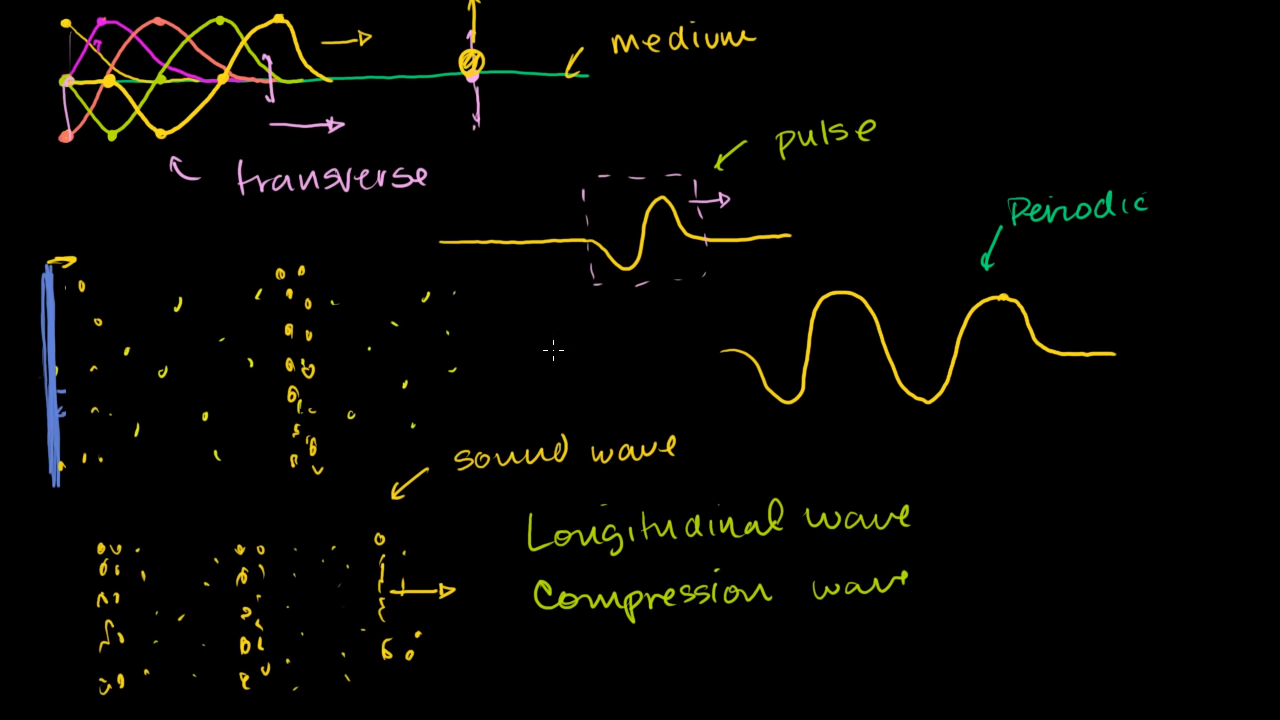 medium
pulse
transverse
Periodic
sound wave
Longitudinal wave
Compression wave